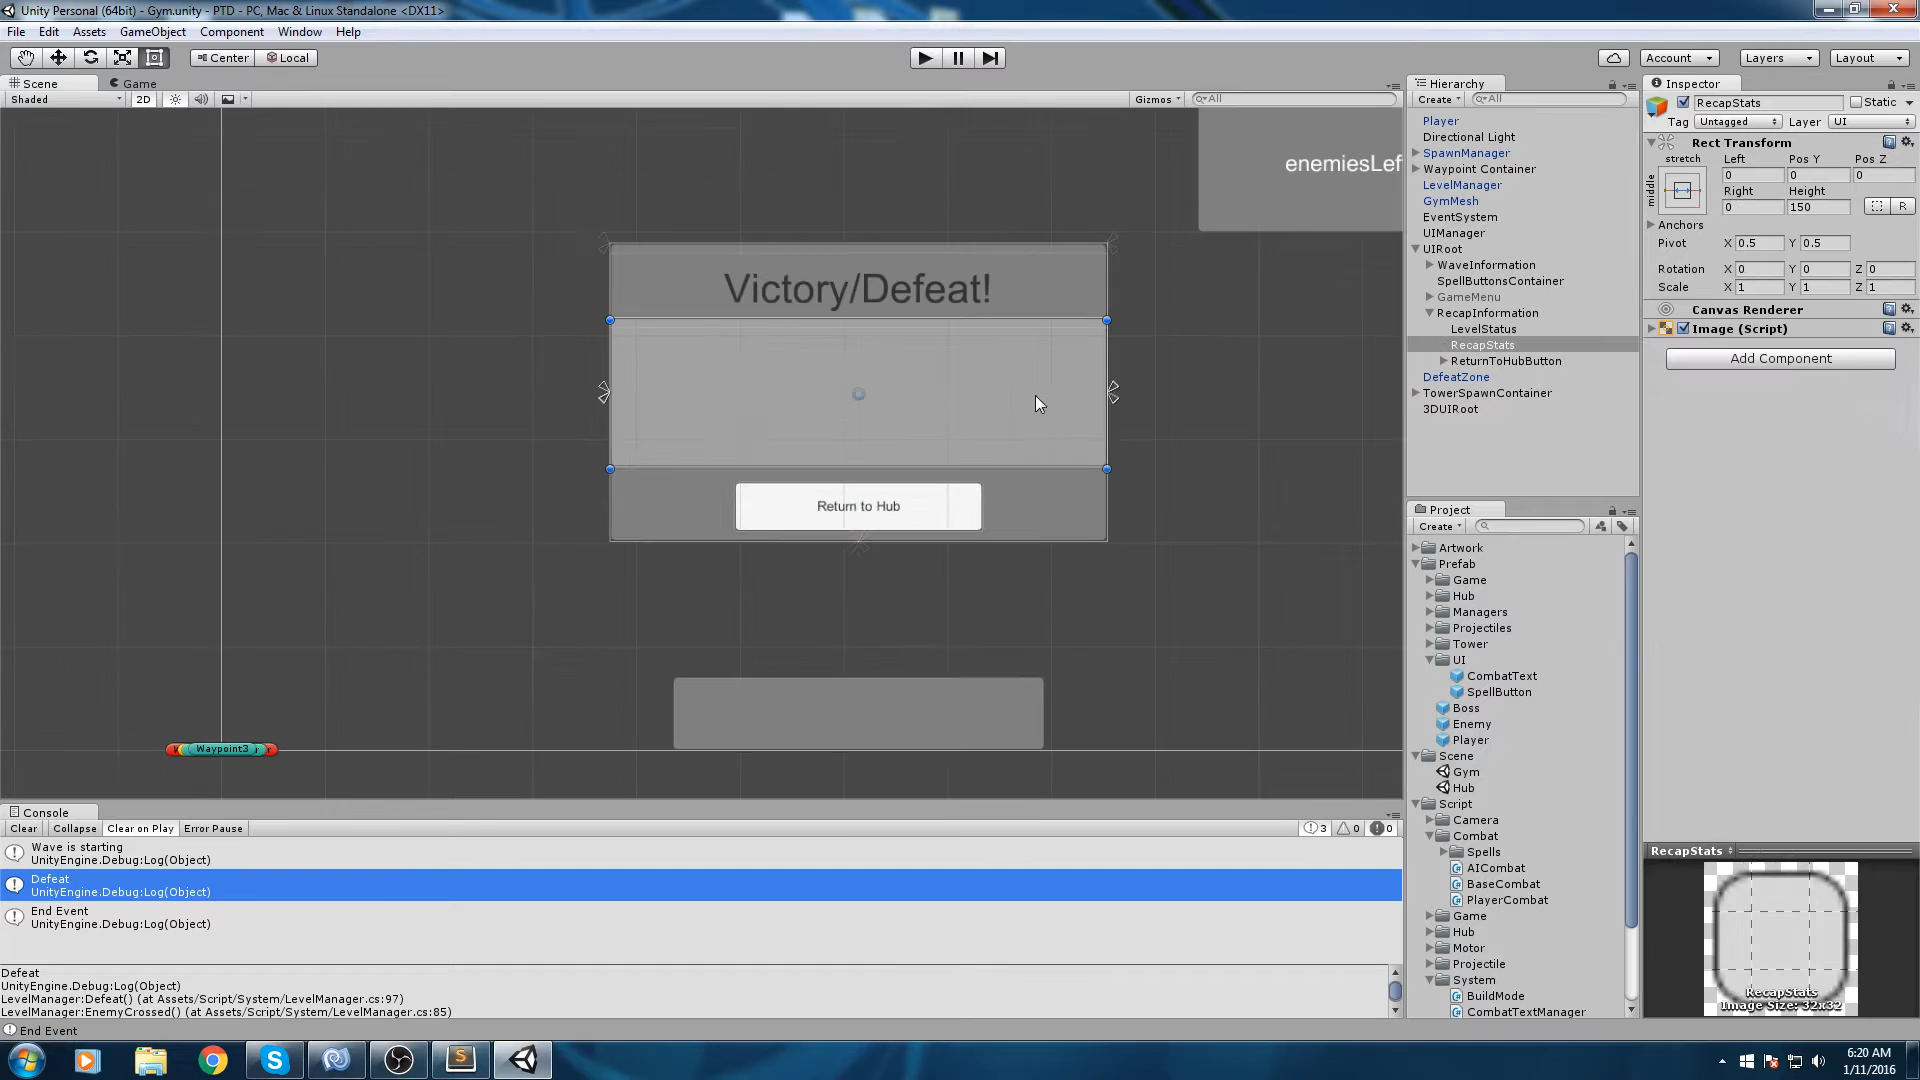 Unity Personal (64bit) - Gym.unity - PTD - PC, Mac & Linux Standalone <DX11>
File Edit Assets GameObject Component Window Help
Center Local Account Layers Layout
Scene Game
Shaded 2D Gizmos All
enemiesLef
Victory/Defeat!
Return to Hub
Waypoint3
Hierarchy
Create All
Player
Directional Light
SpawnManager
Waypoint Container
LevelManager
GymMesh
EventSystem
UIManager
UIRoot
WaveInformation
SpellButtonsContainer
GameMenu
RecapInformation
LevelStatus
RecapStats
ReturnToHubButton
DefeatZone
TowerSpawnContainer
3DUIRoot
Project
Create
Artwork
Prefab
Game
Hub
Managers
Projectiles
Tower
UI
CombatText
SpellButton
Boss
Enemy
Player
Scene
Gym
Hub
Script
Camera
Combat
Spells
AICombat
BaseCombat
PlayerCombat
Game
Hub
Motor
Projectile
System
BuildMode
CombatTextManager
Inspector
RecapStats Static
Tag Untagged Layer UI
Rect Transform
stretch Left Pos Y Pos Z
middle 0 0 0
Right Height
0 150 R
Anchors
Pivot X 0.5 Y 0.5
Rotation X 0 Y 0 Z 0
Scale X 1 Y 1 Z 1
Canvas Renderer
Image (Script)
Add Component
RecapStats
RecapStats
Image Size: 32x32
Console
Clear Collapse Clear on Play Error Pause 3 0 0
Wave is starting
UnityEngine.Debug:Log(Object)
Defeat
UnityEngine.Debug:Log(Object)
End Event
UnityEngine.Debug:Log(Object)
Defeat
UnityEngine.Debug:Log(Object)
LevelManager:Defeat() (at Assets/Script/System/LevelManager.cs:97)
LevelManager:EnemyCrossed() (at Assets/Script/System/LevelManager.cs:85)
End Event
6:20 AM
1/11/2016